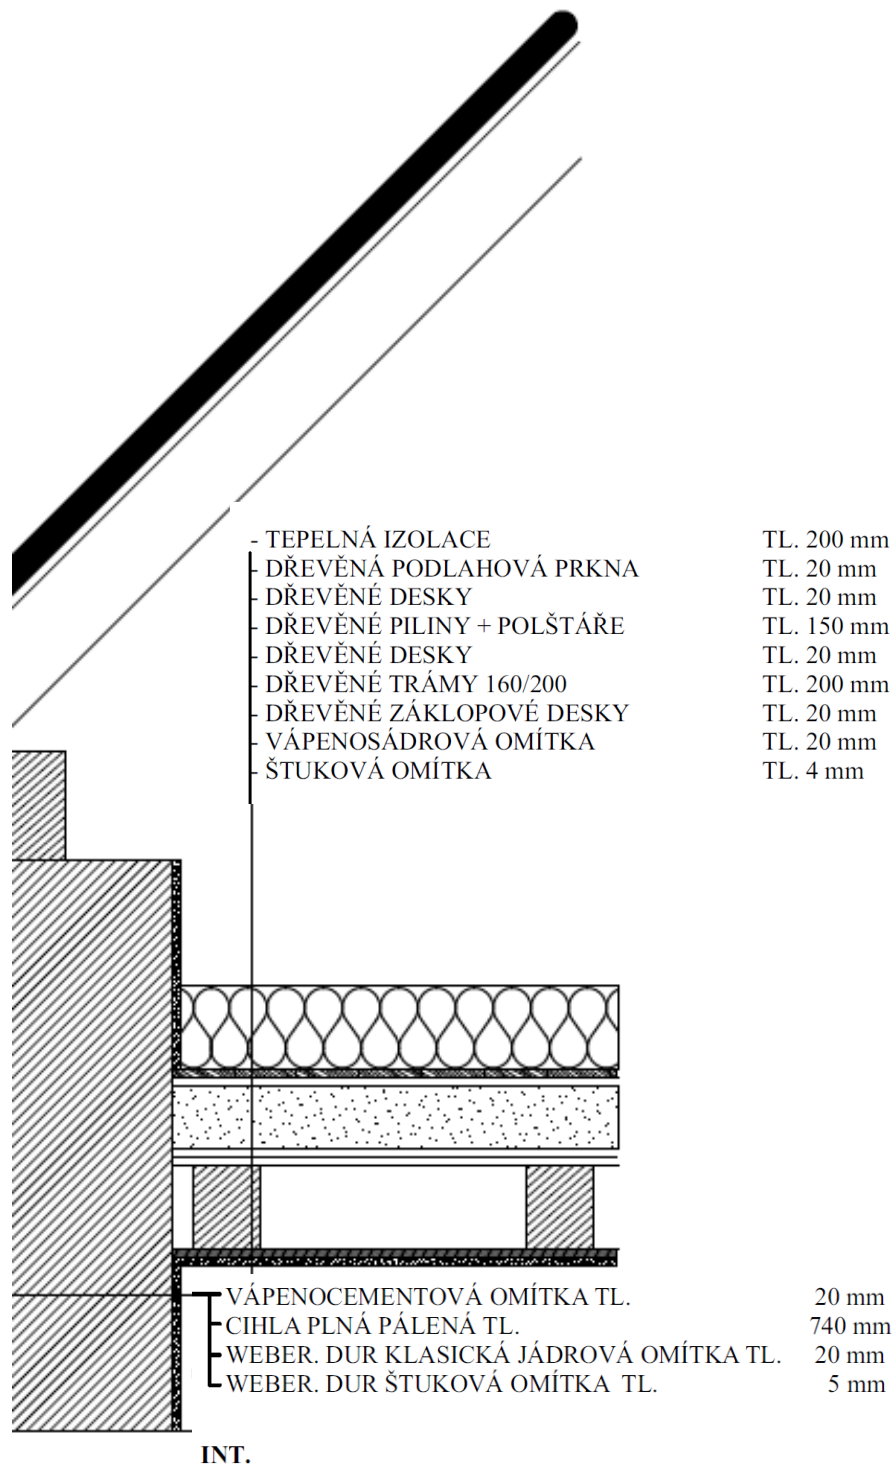 - TEPELNÁ IZOLACE TL. 200 mm
- DŘEVĚNÁ PODLAHOVÁ PRKNA TL. 20 mm
- DŘEVĚNÉ DESKY TL. 20 mm
- DŘEVĚNÉ PILINY + POLŠTÁŘE TL. 150 mm
- DŘEVĚNÉ DESKY TL. 20 mm
- DŘEVĚNÉ TRÁMY 160/200 TL. 200 mm
- DŘEVĚNÉ ZÁKLOPOVÉ DESKY TL. 20 mm
- VÁPENOSÁDROVÁ OMÍTKA TL. 20 mm
- ŠTUKOVÁ OMÍTKA TL. 4 mm
VÁPENOCEMENTOVÁ OMÍTKA TL. 20 mm
CIHLA PLNÁ PÁLENÁ TL. 740 mm
WEBER. DUR KLASICKÁ JÁDROVÁ OMÍTKA TL. 20 mm
WEBER. DUR ŠTUKOVÁ OMÍTKA TL. 5 mm
INT.